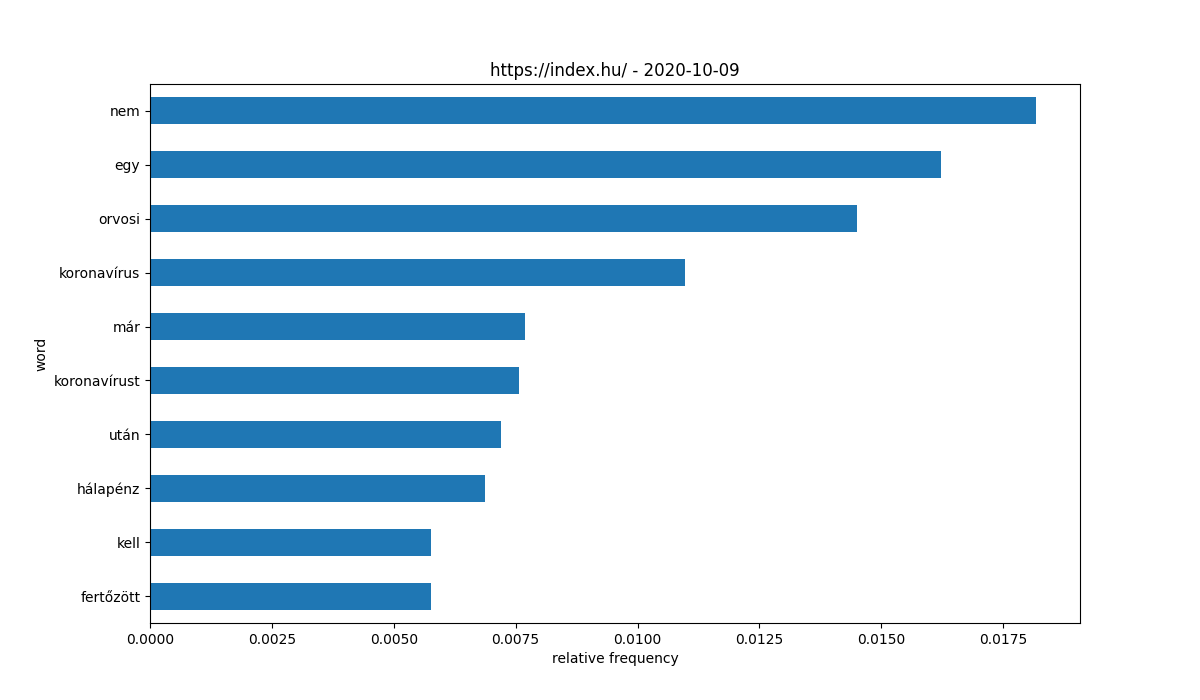 https://index.hu/ - 2020-10-09
nem
egy
orvosi
koronavírus
már
koronavírust
után
hálapénz
kell
fertőzött
word
0.0000 0.0025 0.0050 0.0075 0.0100 0.0125 0.0150 0.0175
relative frequency